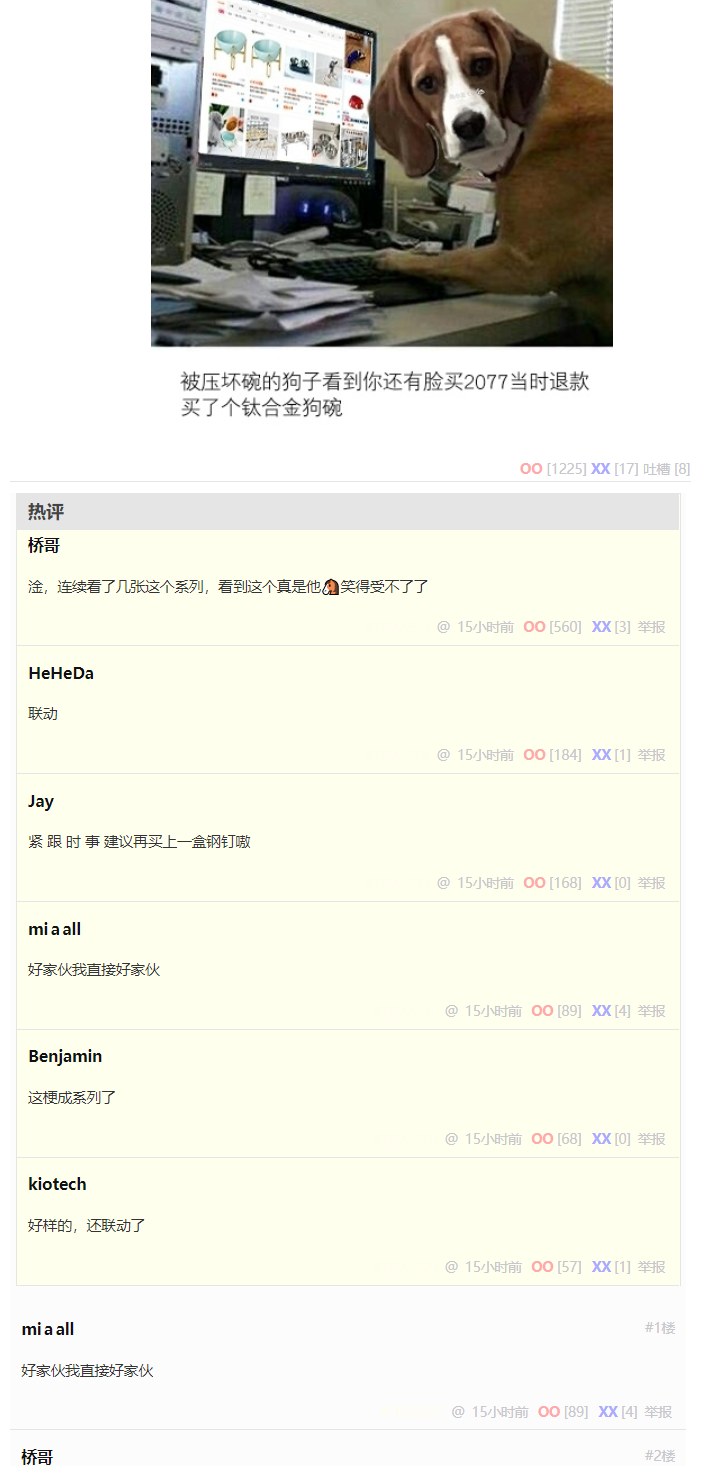 被压坏碗的狗子看到你还有脸买2077当时退款
买了个钛合金狗碗
OO [1225] XX [17] 吐槽 [8]
热评
桥哥
淦，连续看了几张这个系列，看到这个真是他🐴笑得受不了了
@ 15小时前 OO [560] XX [3] 举报
HeHeDa
联动
@ 15小时前 OO [184] XX [1] 举报
Jay
紧 跟 时 事 建议再买上一盒钢钉嗷
@ 15小时前 OO [168] XX [0] 举报
mi a all
好家伙我直接好家伙
@ 15小时前 OO [89] XX [4] 举报
Benjamin
这梗成系列了
@ 15小时前 OO [68] XX [0] 举报
kiotech
好样的，还联动了
@ 15小时前 OO [57] XX [1] 举报
mi a all #1楼
好家伙我直接好家伙
@ 15小时前 OO [89] XX [4] 举报
桥哥 #2楼